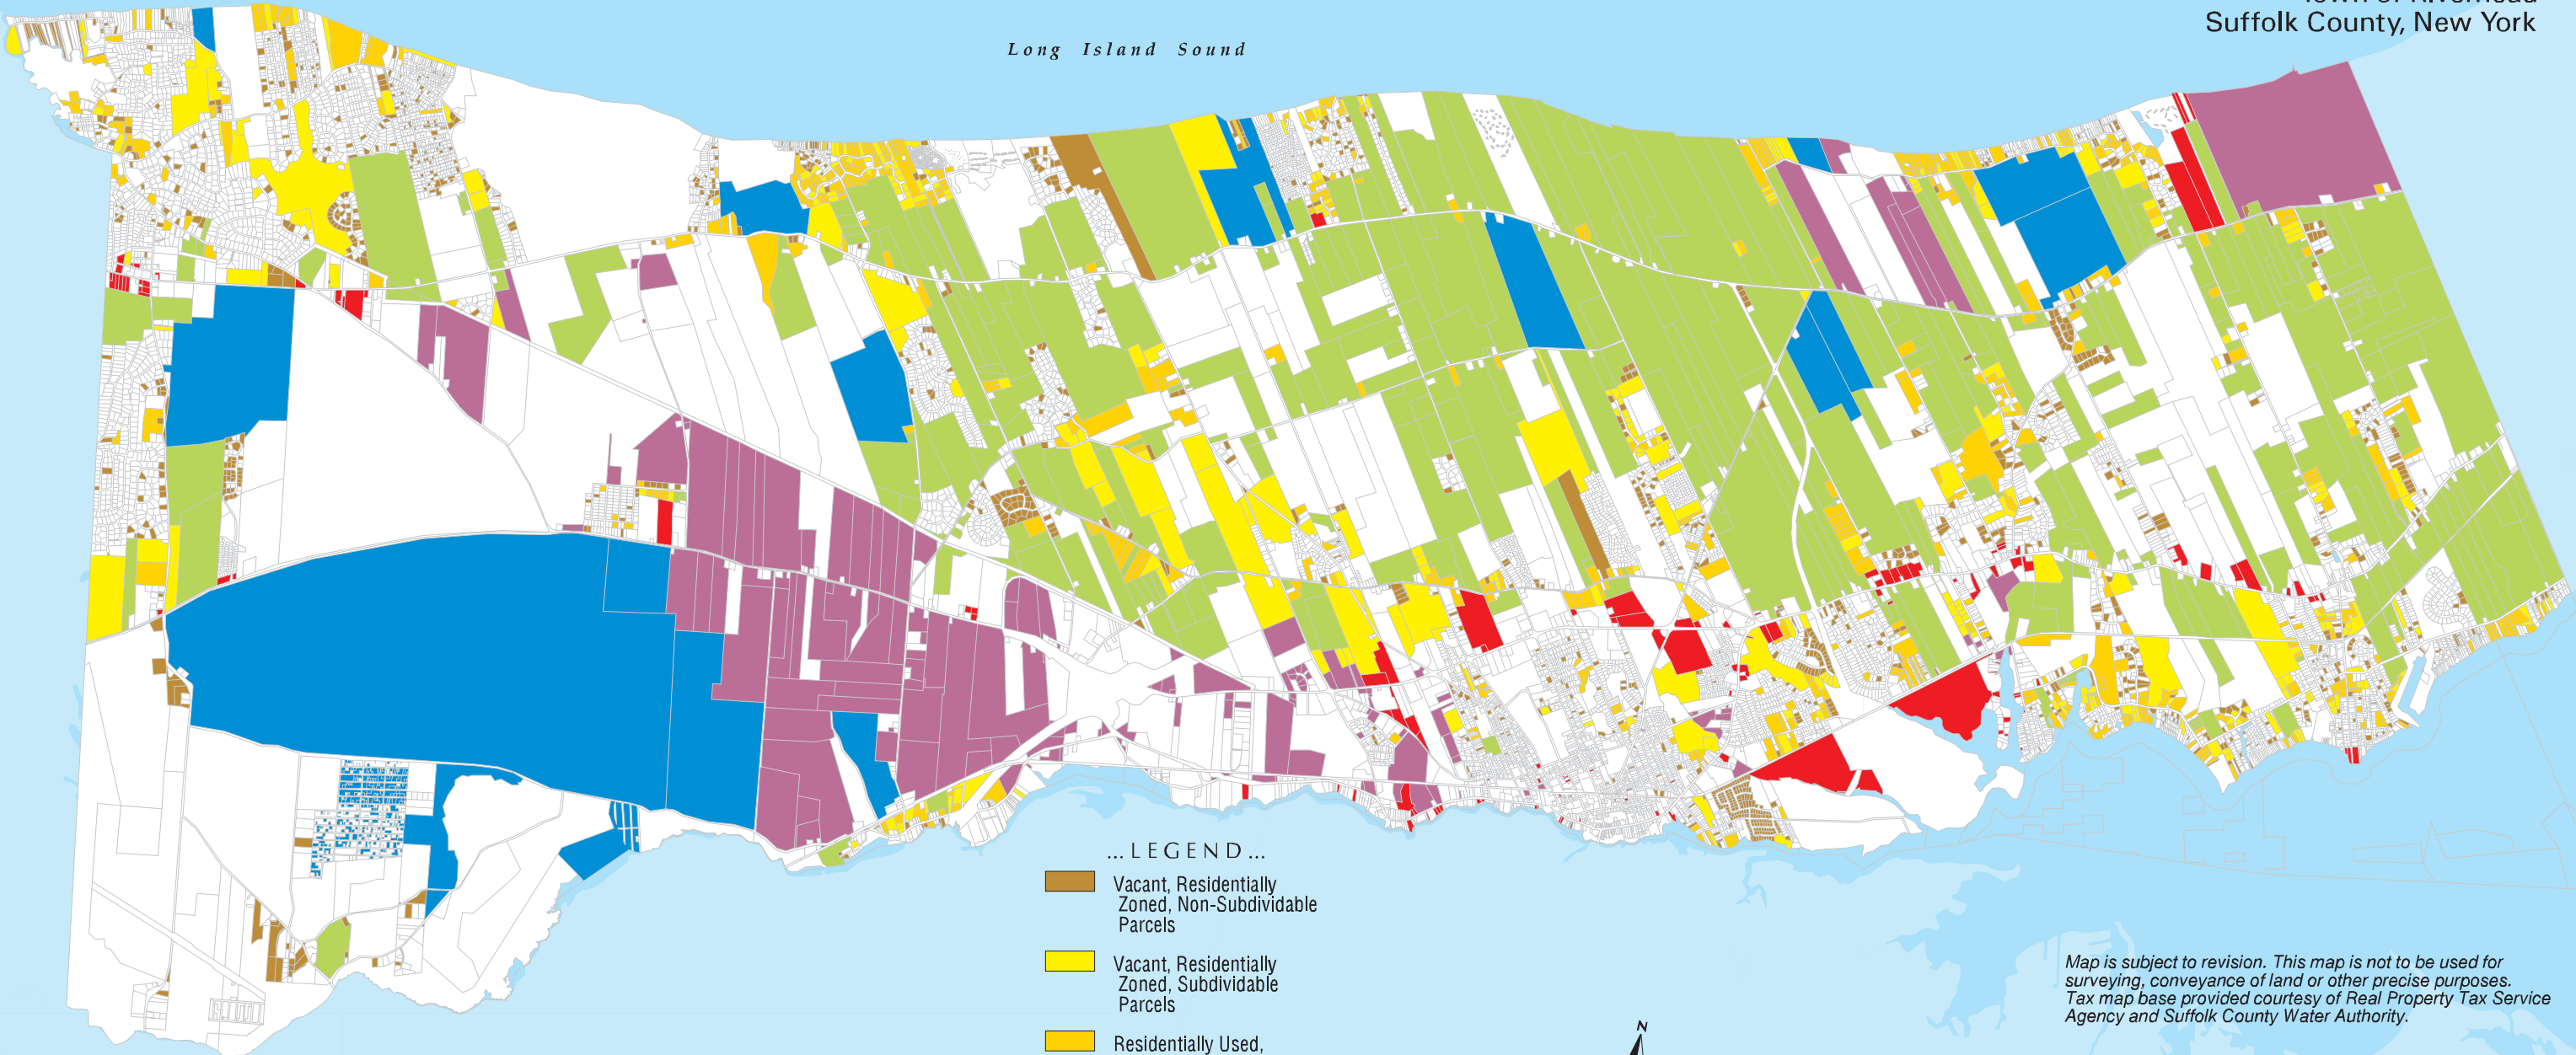 Town of Riverhead
Suffolk County, New York
Long Island Sound
...LEGEND...
Vacant, Residentially
Zoned, Non-Subdividable
Parcels
Vacant, Residentially
Zoned, Subdividable
Parcels
Residentially Used,
N
Map is subject to revision. This map is not to be used for
surveying, conveyance of land or other precise purposes.
Tax map base provided courtesy of Real Property Tax Service
Agency and Suffolk County Water Authority.